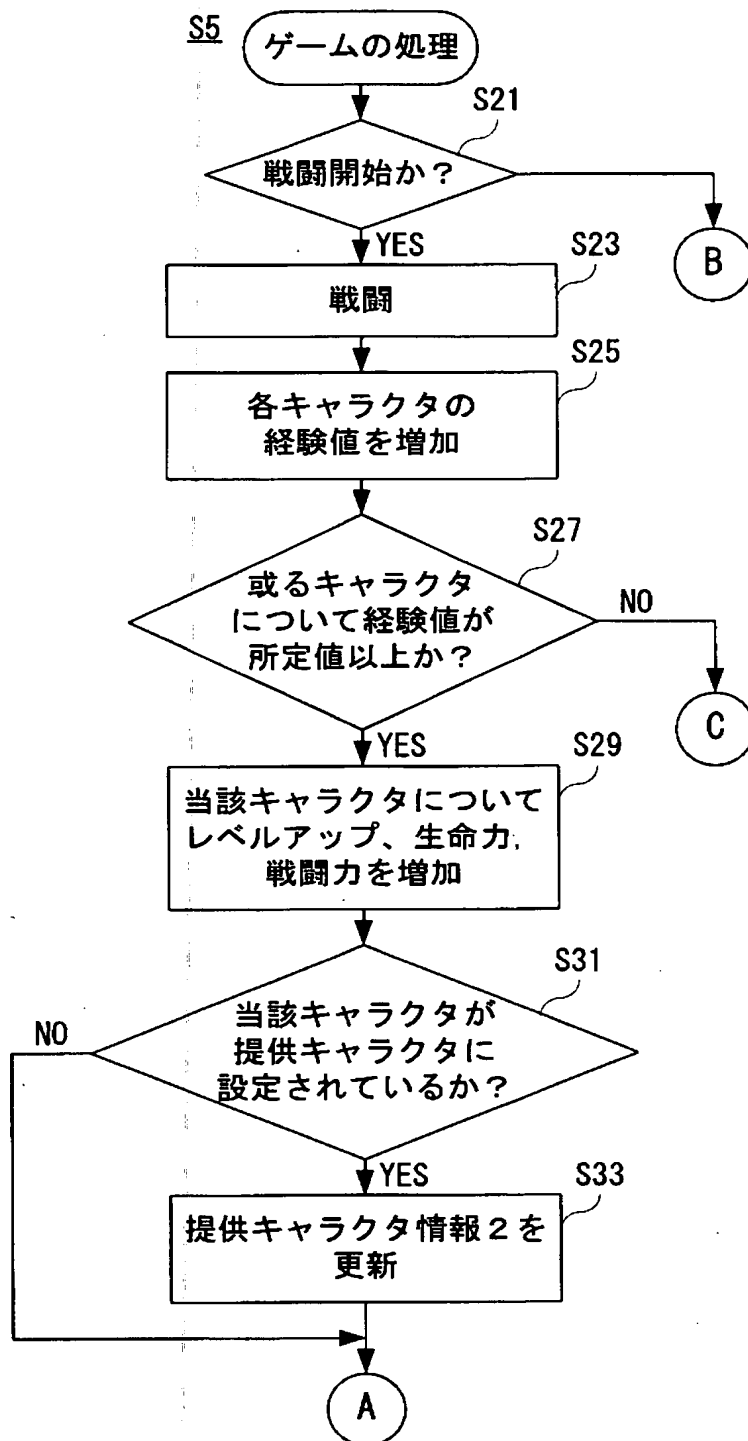 S5
ゲームの処理
S21
戦闘開始か？
YES
B
S23
戦闘
S25
各キャラクタの
経験値を増加
S27
或るキャラクタ
について経験値が
所定値以上か？
NO
YES
C
S29
当該キャラクタについて
レベルアップ、生命力,
戦闘力を増加
S31
当該キャラクタが
提供キャラクタに
設定されているか？
NO
YES
S33
提供キャラクタ情報２を
更新
A